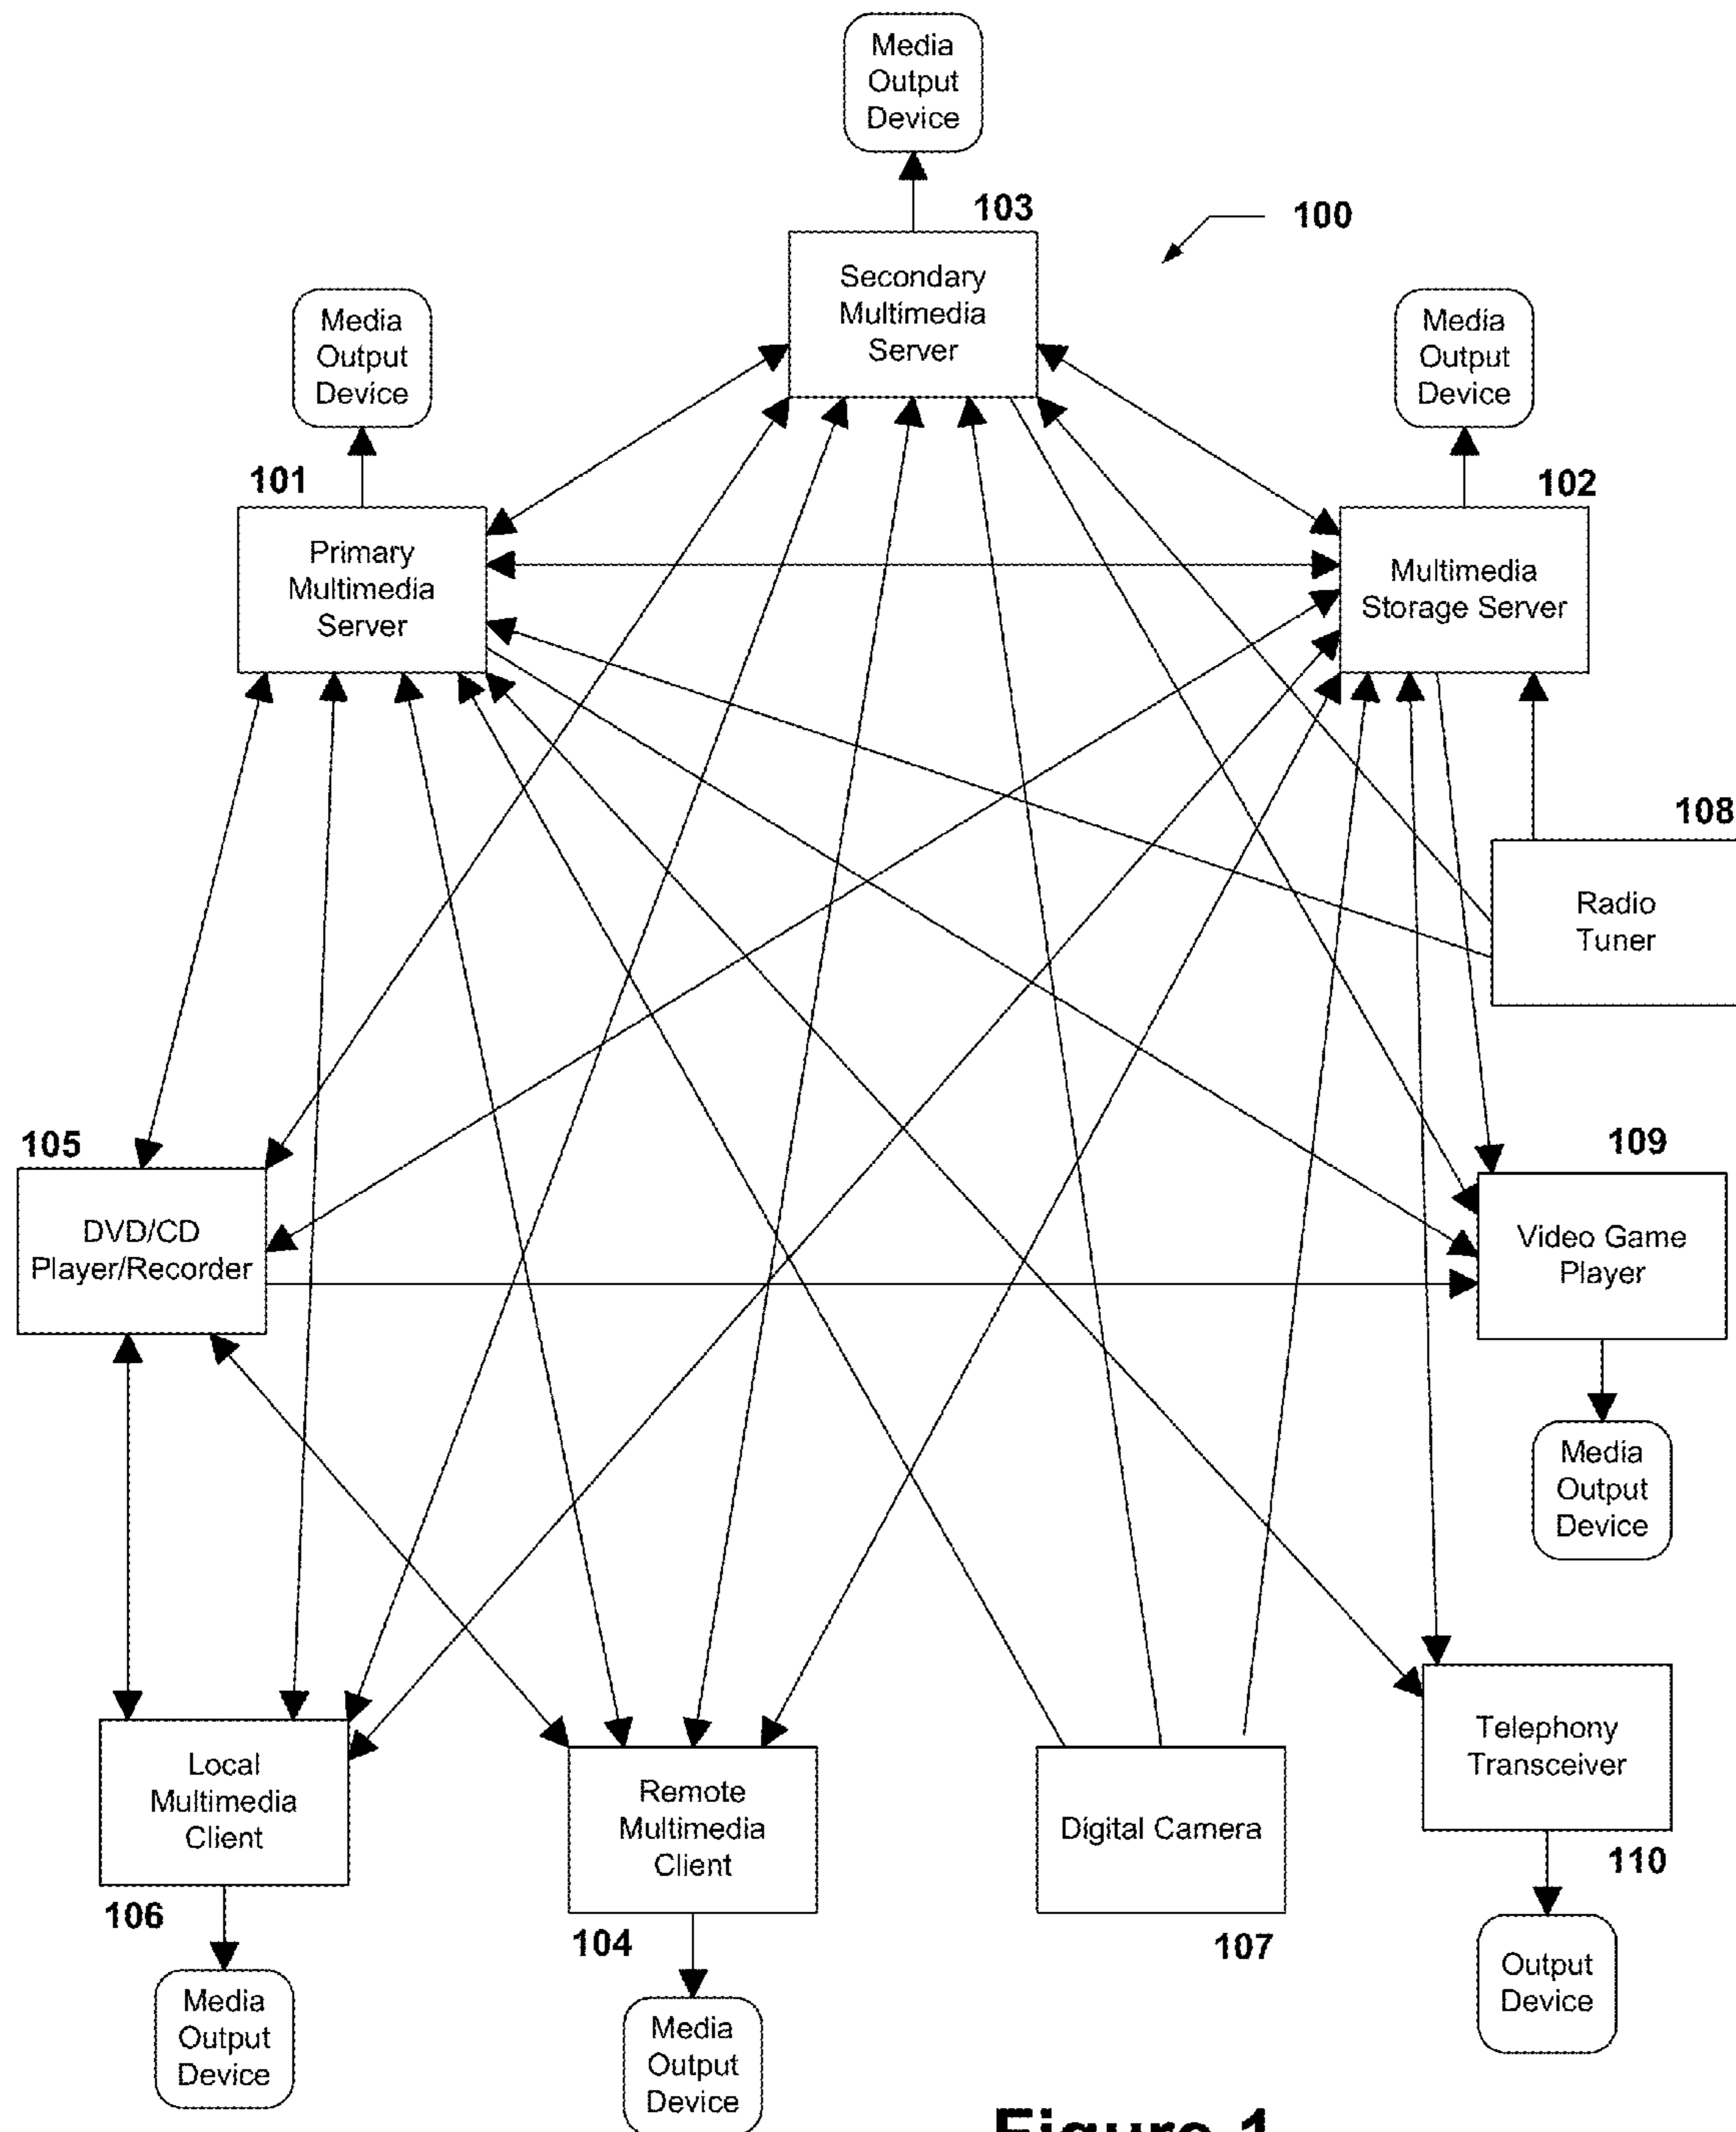 Media
Output
Device
103
100
Secondary
Multimedia
Server
Media
Output
Device
Media
Output
Device
101
102
Primary
Multimedia
Server
Multimedia
Storage Server
108
Radio
Tuner
105
109
DVD/CD
Player/Recorder
Video Game
Player
Media
Output
Device
Telephony
Transceiver
Local
Multimedia
Client
Remote
Multimedia
Client
Digital Camera
110
106
104
107
Output
Device
Media
Output
Device
Media
Output
Device
Figure 1